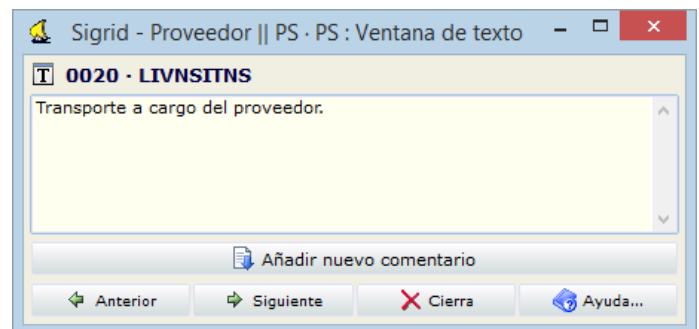 Sigrid - Proveedor || PS · PS : Ventana de texto
T 0020 · LIVNSITNS
Transporte a cargo del proveedor.
Añadir nuevo comentario
Anterior Siguiente Cierra Ayuda...